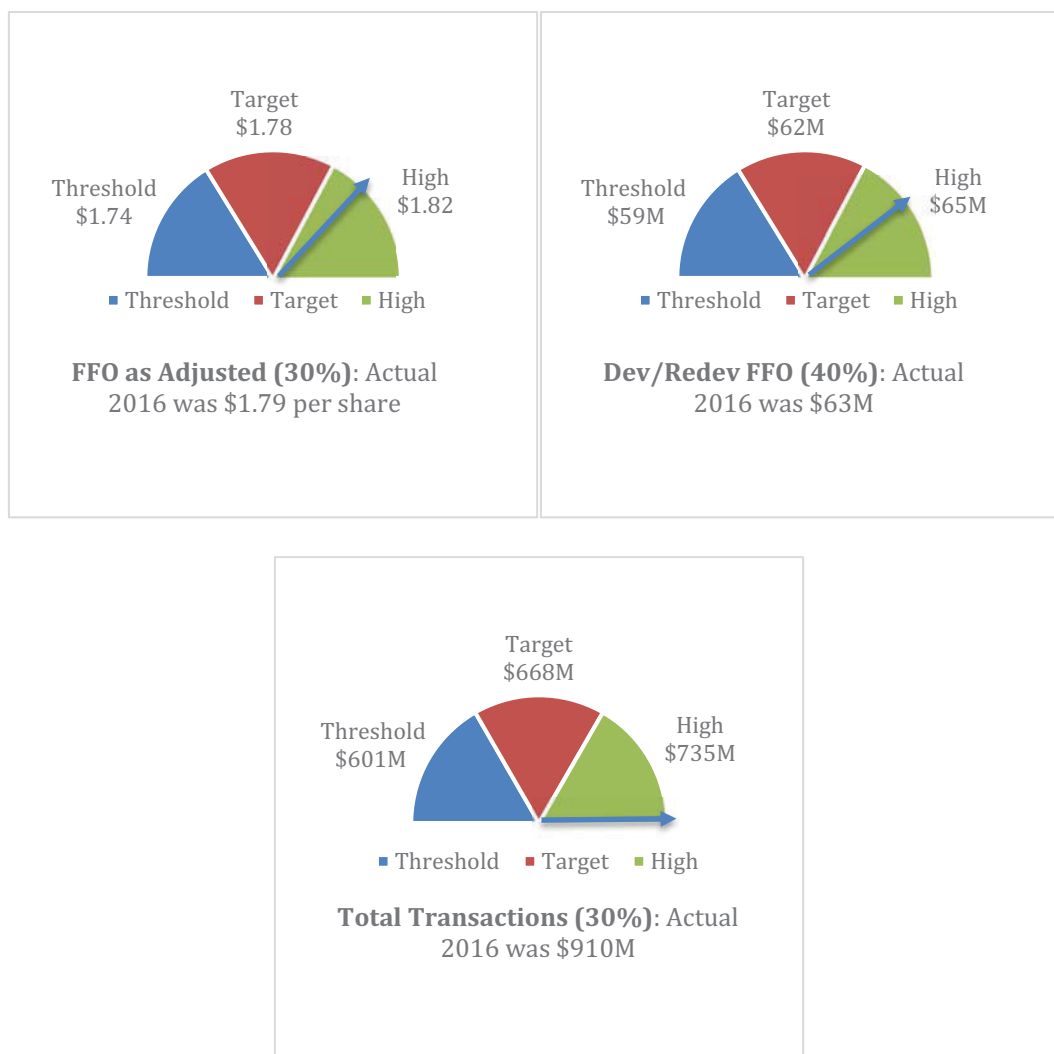 Target
$1.78
Threshold
$1.74
High
$1.82
Threshold Target High
FFO as Adjusted (30%): Actual
2016 was $1.79 per share
Target
$62M
Threshold
$59M
High
$65M
Threshold Target High
Dev/Redev FFO (40%): Actual
2016 was $63M
Target
$668M
Threshold
$601M
High
$735M
Threshold Target High
Total Transactions (30%): Actual
2016 was $910M